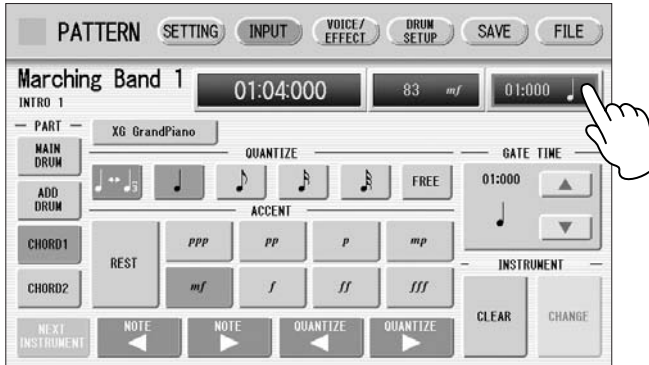 PATTERN SETTING INPUT VOICE/ EFFECT DRUM SETUP SAVE FILE
Marching Band 1 01:04:000 83 mf 01:000
INTRO 1
PART XG GrandPiano
MAIN DRUM QUANTIZE GATE TIME
3 FREE 01:000
ADD DRUM ACCENT
CHORD1 REST ppp pp p mp
INSTRUMENT
CHORD2 mf f ff fff
CLEAR CHANGE
NEXT INSTRUMENT NOTE NOTE QUANTIZE QUANTIZE